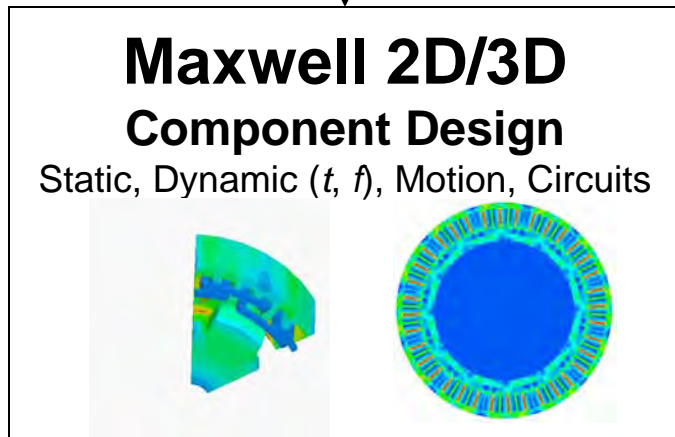 Maxwell 2D/3D
Component Design
Static, Dynamic (t, f), Motion, Circuits